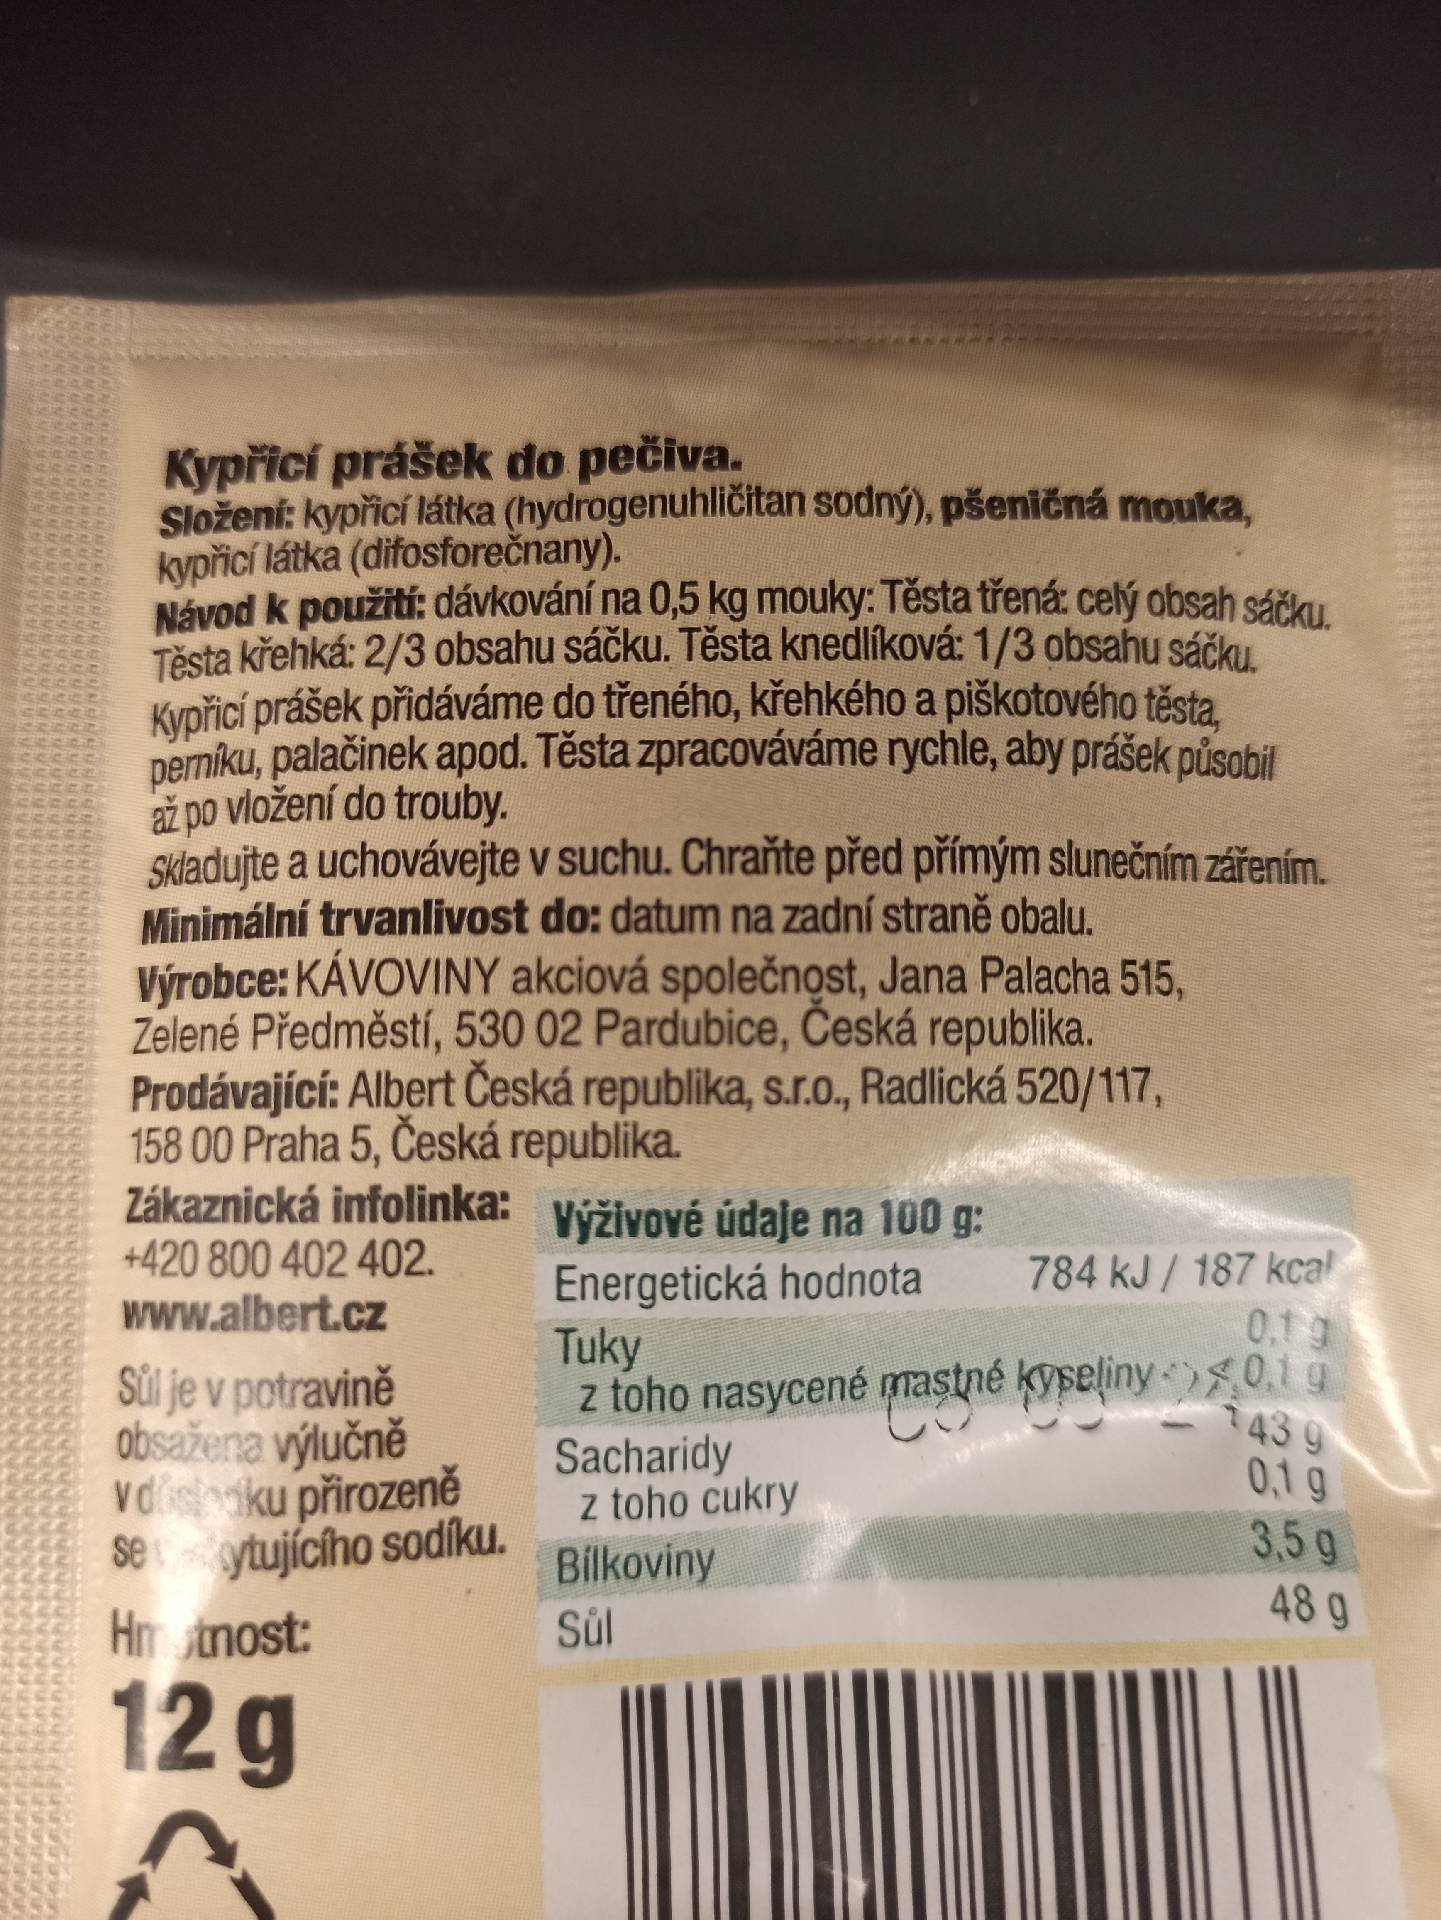 Kypřicí prášek do pečiva.
Složení: kypřicí látka (hydrogenuhličitan sodný), pšeničná mouka,
kypřicí látka (difosforečnany).
Návod k použití: dávkování na 0,5 kg mouky: Těsta třená: celý obsah sáčku.
Těsta křehká: 2/3 obsahu sáčku. Těsta knedlíková: 1/3 obsahu sáčku.
Kypřicí prášek přidáváme do třeného, křehkého a piškotového těsta,
perníku, palačinek apod. Těsta zpracováváme rychle, aby prášek působil
až po vložení do trouby.
Skladujte a uchovávejte v suchu. Chraňte před přímým slunečním zářením.
Minimální trvanlivost do: datum na zadní straně obalu.
Výrobce: KÁVOVINY akciová společnost, Jana Palacha 515,
Zelené Předměstí, 530 02 Pardubice, Česká republika.
Prodávající: Albert Česká republika, s.r.o., Radlická 520/117,
158 00 Praha 5, Česká republika.
Zákaznická infolinka:
+420 800 402 402.
www.albert.cz
Sůl je v potravině
obsažena výlučně
v přirozeně
se sodíku.
Hmotnost:
12 g
Výživové údaje na 100 g:
Energetická hodnota 784 kJ / 187 kcal
Tuky 0,1 g
z toho nasycené mastné kyseliny < 0,1 g
Sacharidy 43 g
z toho cukry 0,1 g
Bílkoviny 3,5 g
Sůl 48 g